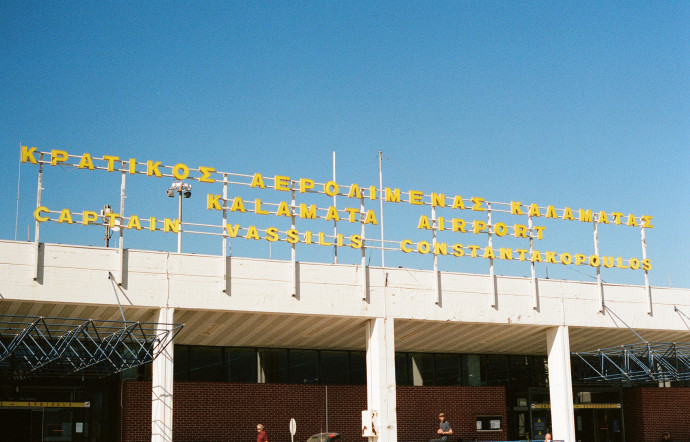 ΚΡΑΤΙΚΟΣ ΑΕΡΟΛΙΜΕΝΑΣ ΚΑΛΑΜΑΤΑΣ
KALAMATA AIRPORT
CAPTAIN VASSILIS CONSTANTAKOPOULOS